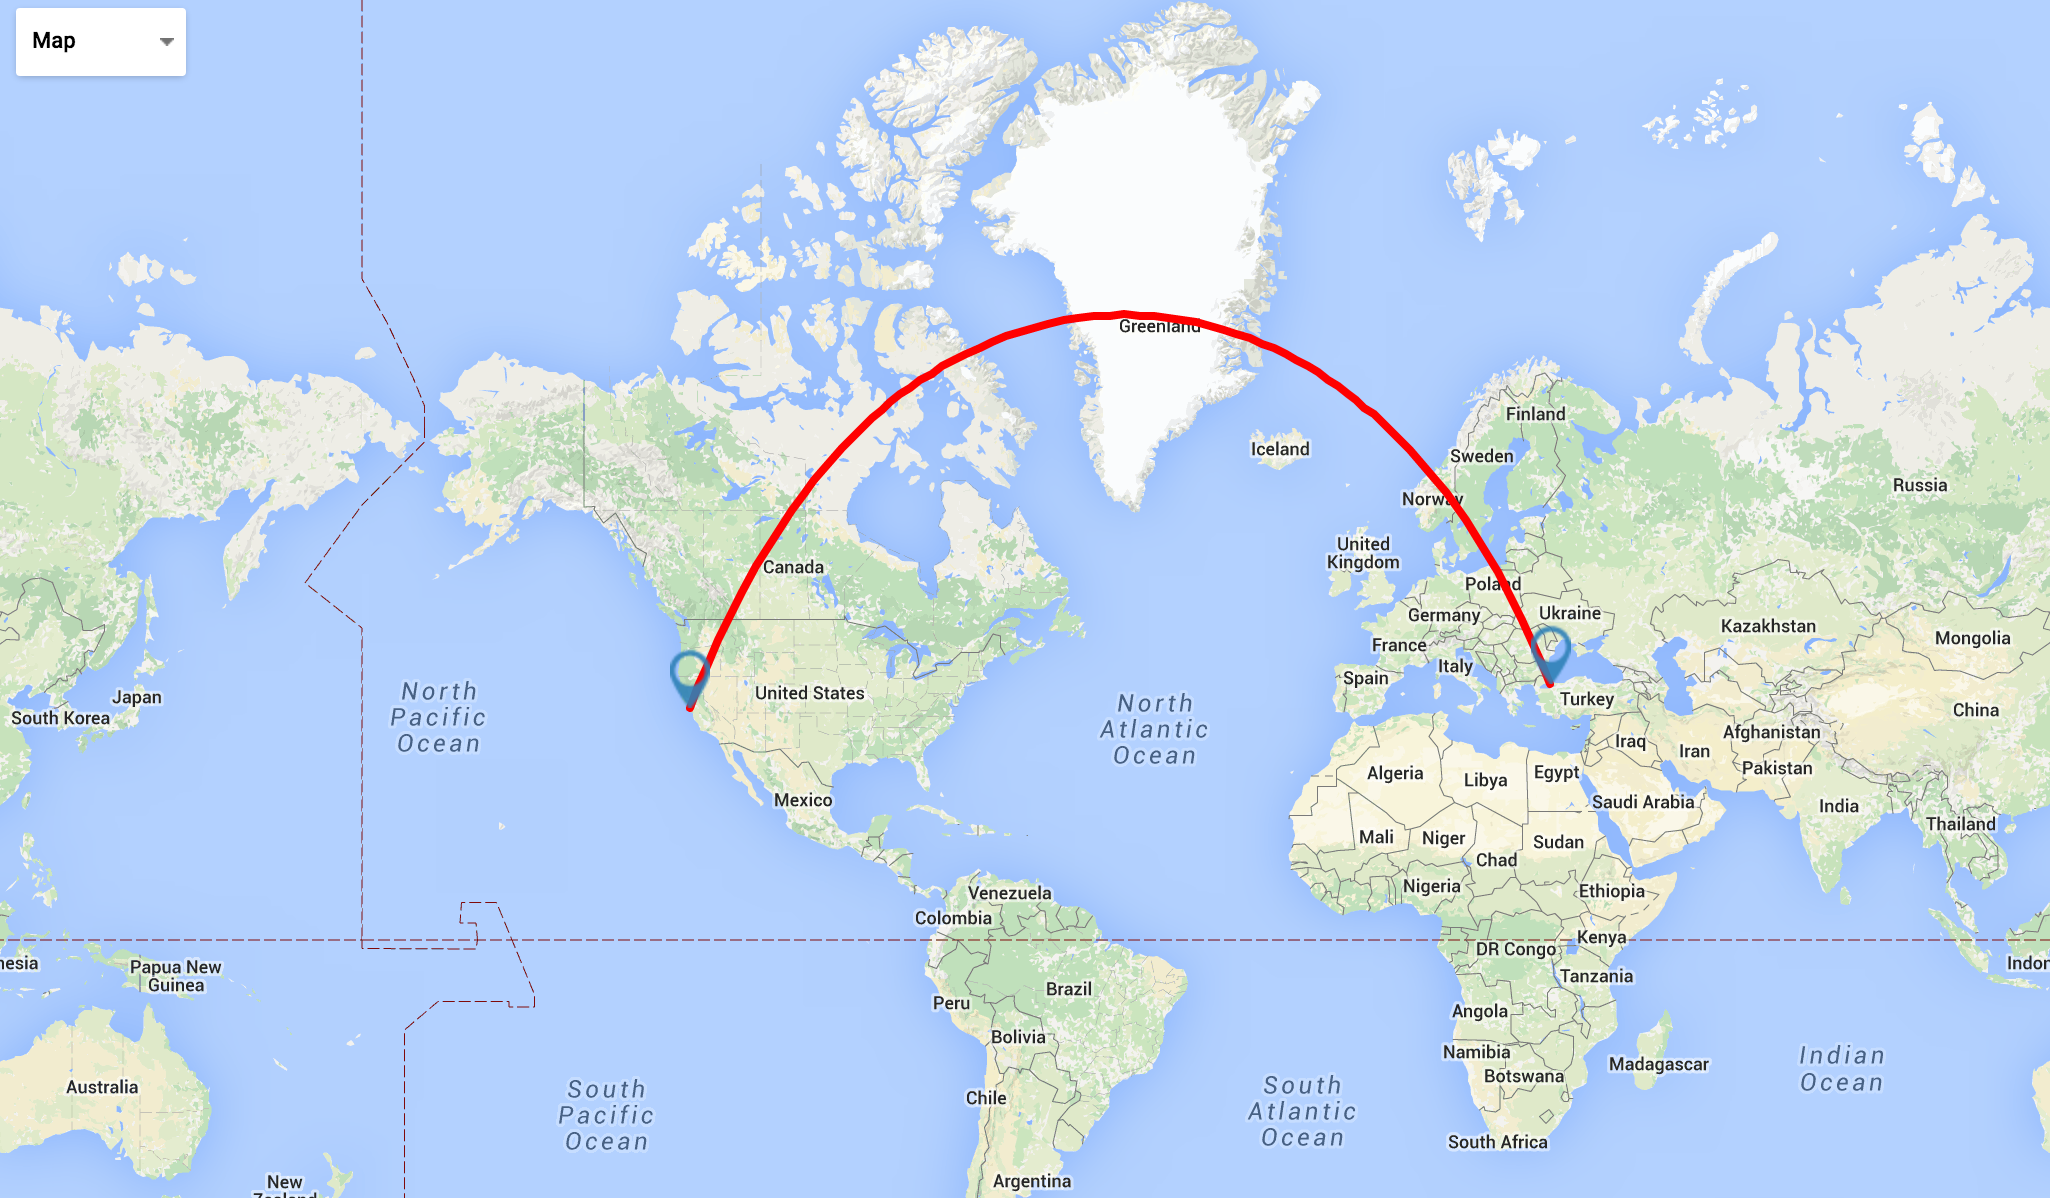 Map
Greenland
Finland
Iceland
Sweden
Russia
Norway
United
Kingdom
Canada
Poland
Germany
Ukraine
Kazakhstan
Mongolia
France
Italy
Spain
United States
Turkey
Japan
South Korea
North
Pacific
Ocean
North
Atlantic
Ocean
China
Afghanistan
Iraq
Iran
Pakistan
Algeria
Libya
Egypt
Saudi Arabia
India
Mexico
Thailand
Mali
Niger
Sudan
Chad
Nigeria
Ethiopia
Venezuela
Colombia
Kenya
DR Congo
nesia
Papua New
Guinea
Indon
Tanzania
Brazil
Peru
Angola
Bolivia
Namibia
Madagascar
Botswana
Indian
Ocean
Australia
South
Pacific
Ocean
Chile
South
Atlantic
Ocean
South Africa
Argentina
New
Zealand